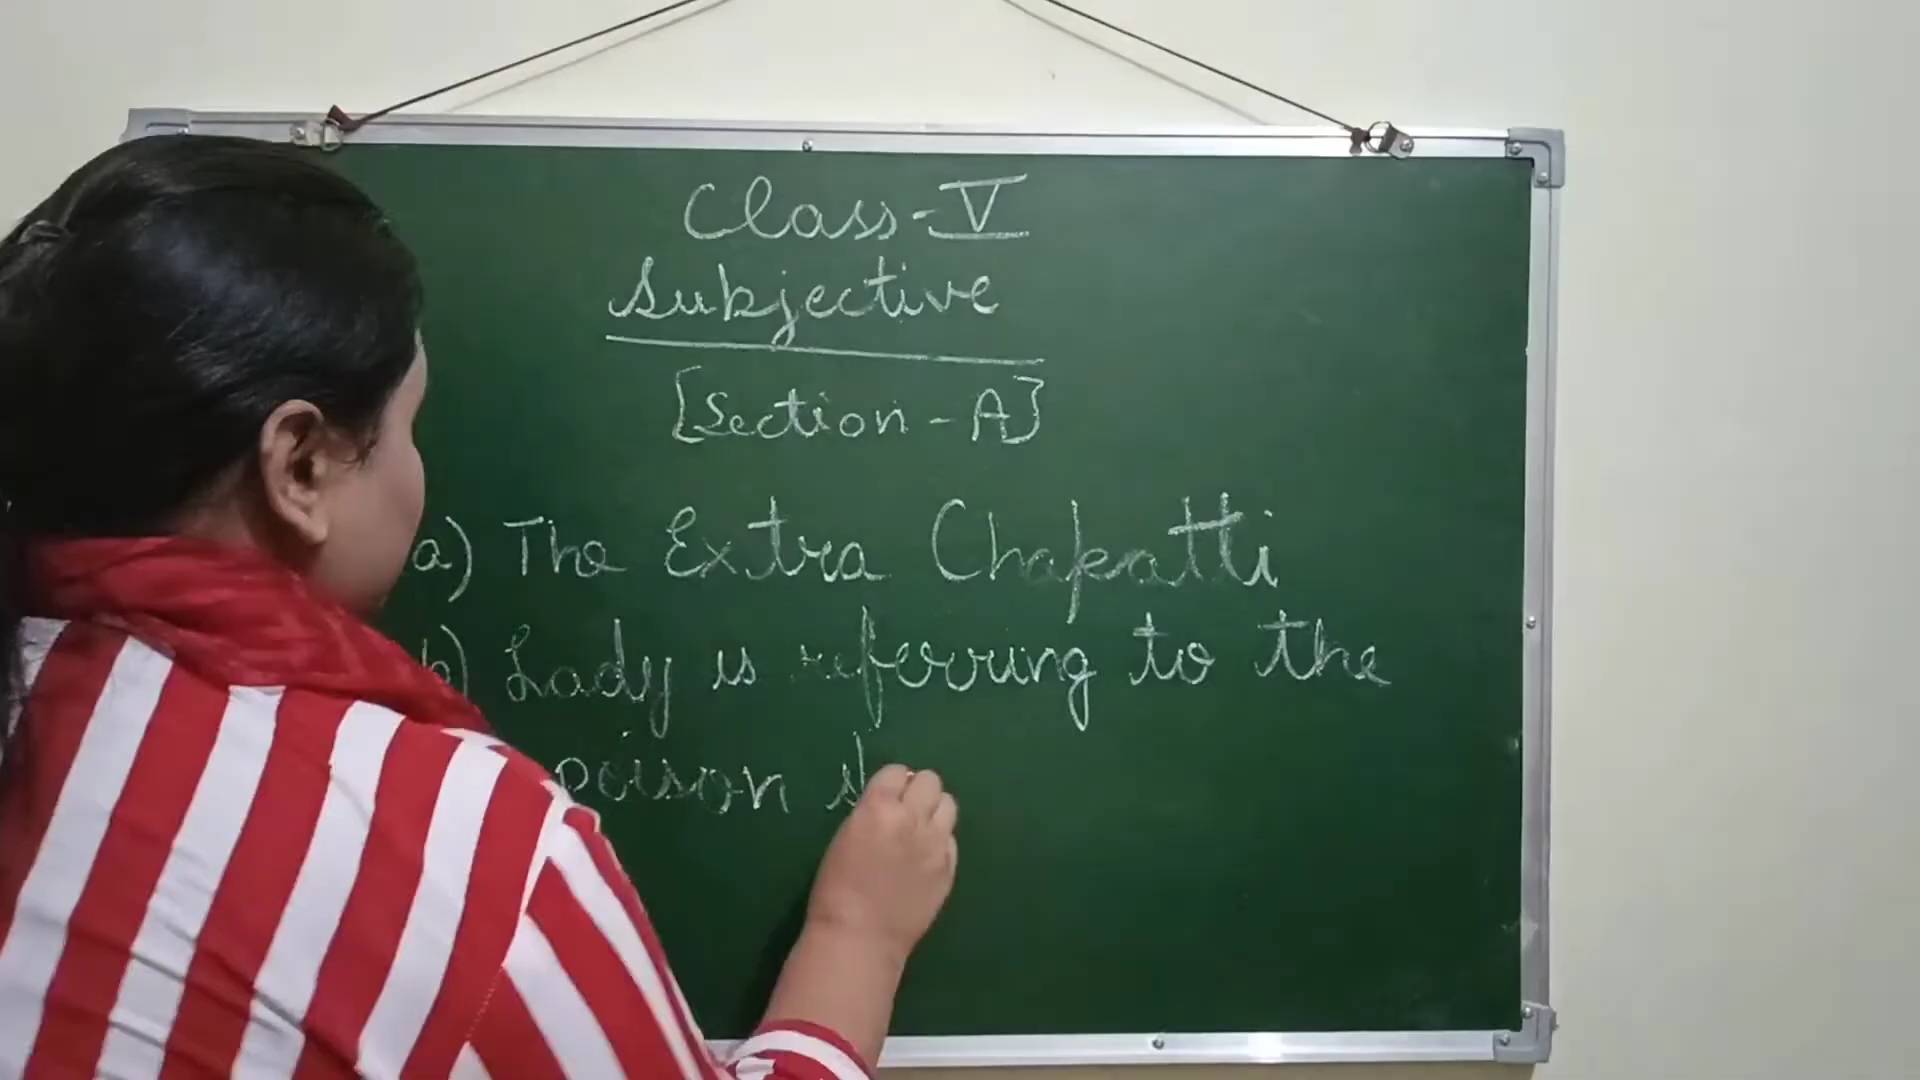 Class-V
Subjective
[Section-A]
a) The Extra Chapatti
b) Lady is referring to the
poison